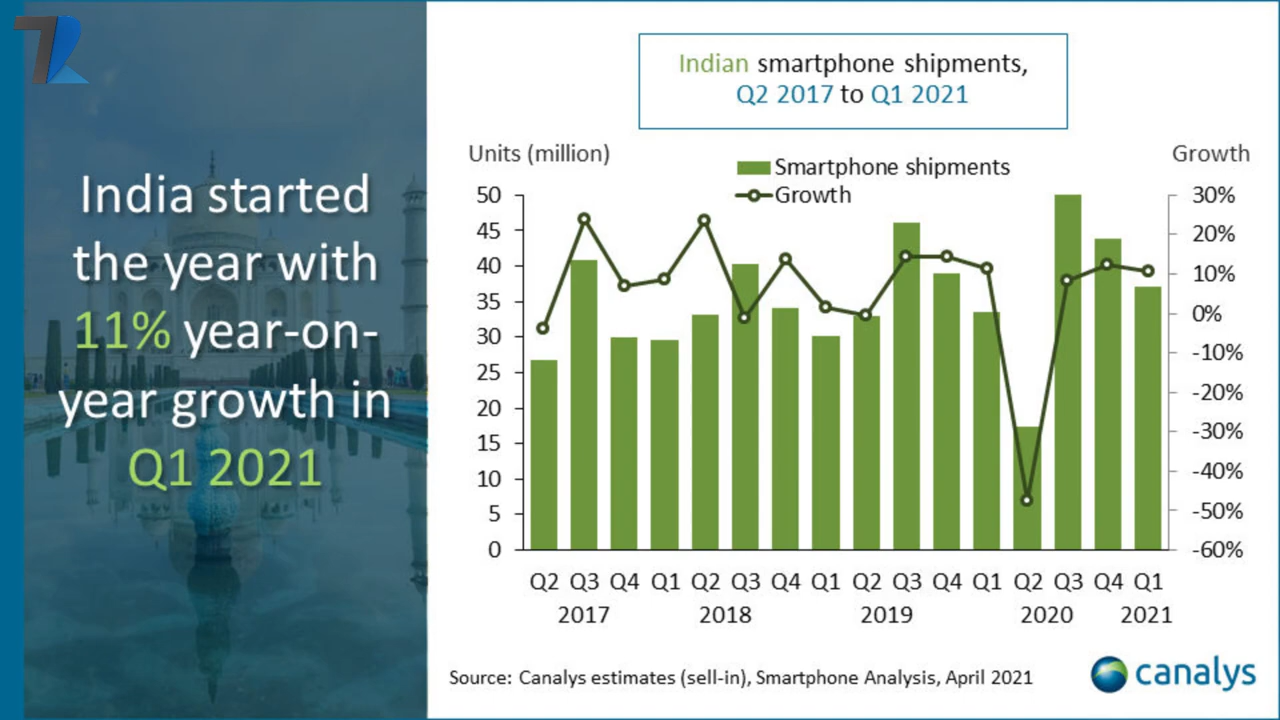 India started
the year with
11% year-on-
year growth in
Q1 2021
Indian smartphone shipments,
Q2 2017 to Q1 2021
Units (million)
Growth
Smartphone shipments
Growth
50
45
40
35
30
25
20
15
10
5
0
30%
20%
10%
0%
-10%
-20%
-30%
-40%
-50%
-60%
Q2 Q3 Q4 Q1 Q2 Q3 Q4 Q1 Q2 Q3 Q4 Q1 Q2 Q3 Q4 Q1
2017 2018 2019 2020 2021
Source: Canalys estimates (sell-in), Smartphone Analysis, April 2021
canalys